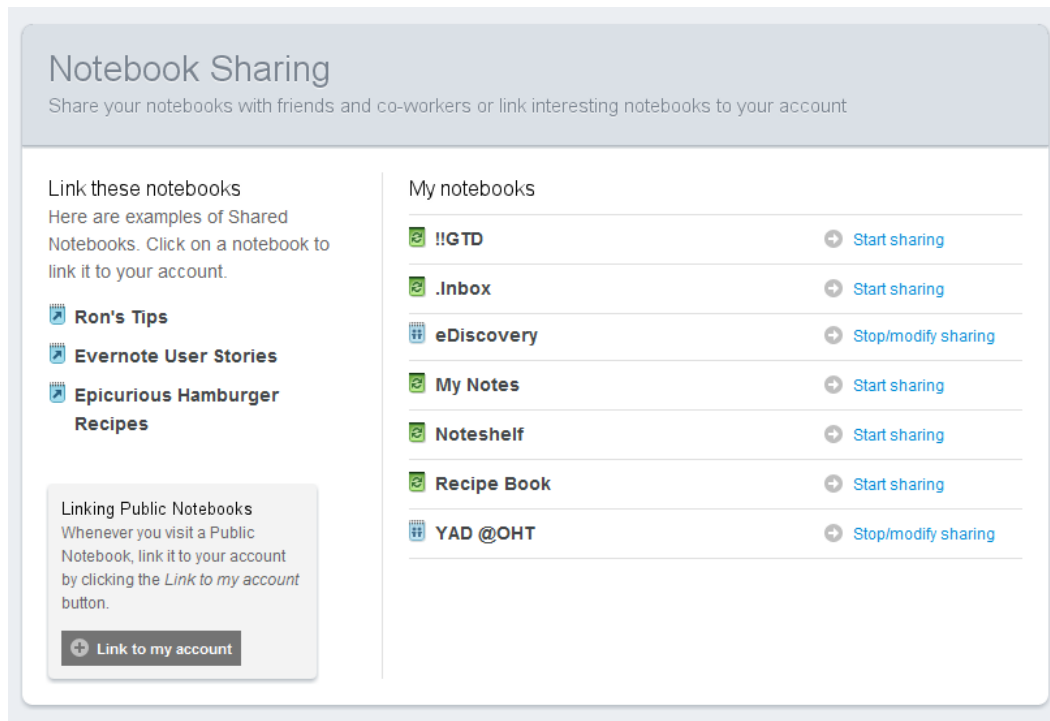 Notebook Sharing
Share your notebooks with friends and co-workers or link interesting notebooks to your account
Link these notebooks
Here are examples of Shared
Notebooks. Click on a notebook to
link it to your account.
Ron's Tips
Evernote User Stories
Epicurious Hamburger
Recipes
Linking Public Notebooks
Whenever you visit a Public
Notebook, link it to your account
by clicking the Link to my account
button.
Link to my account
My notebooks
!!GTD Start sharing
.Inbox Start sharing
eDiscovery Stop/modify sharing
My Notes Start sharing
Noteshelf Start sharing
Recipe Book Start sharing
YAD @OHT Stop/modify sharing